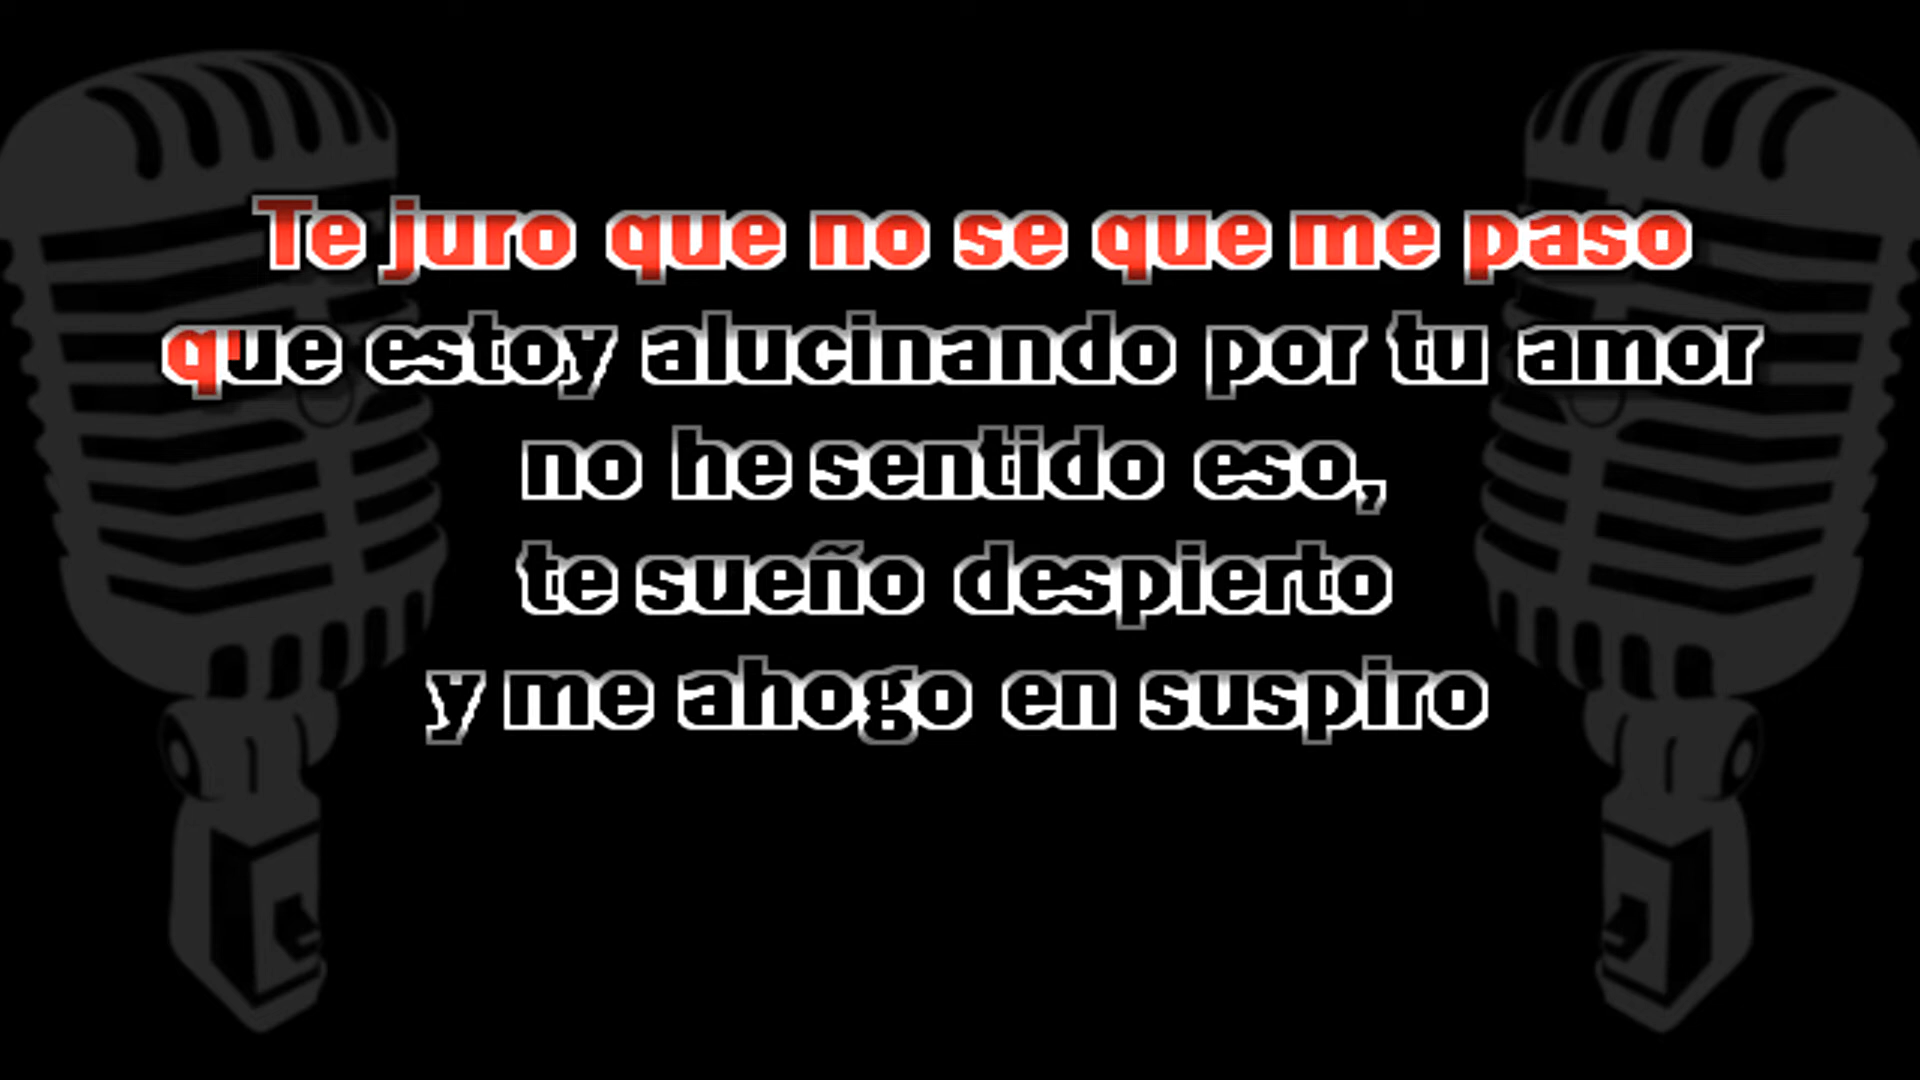 Te juro que no se que me paso
que estoy alucinando por tu amor
no he sentido eso,
te sueño despierto
y me ahogo en suspiro